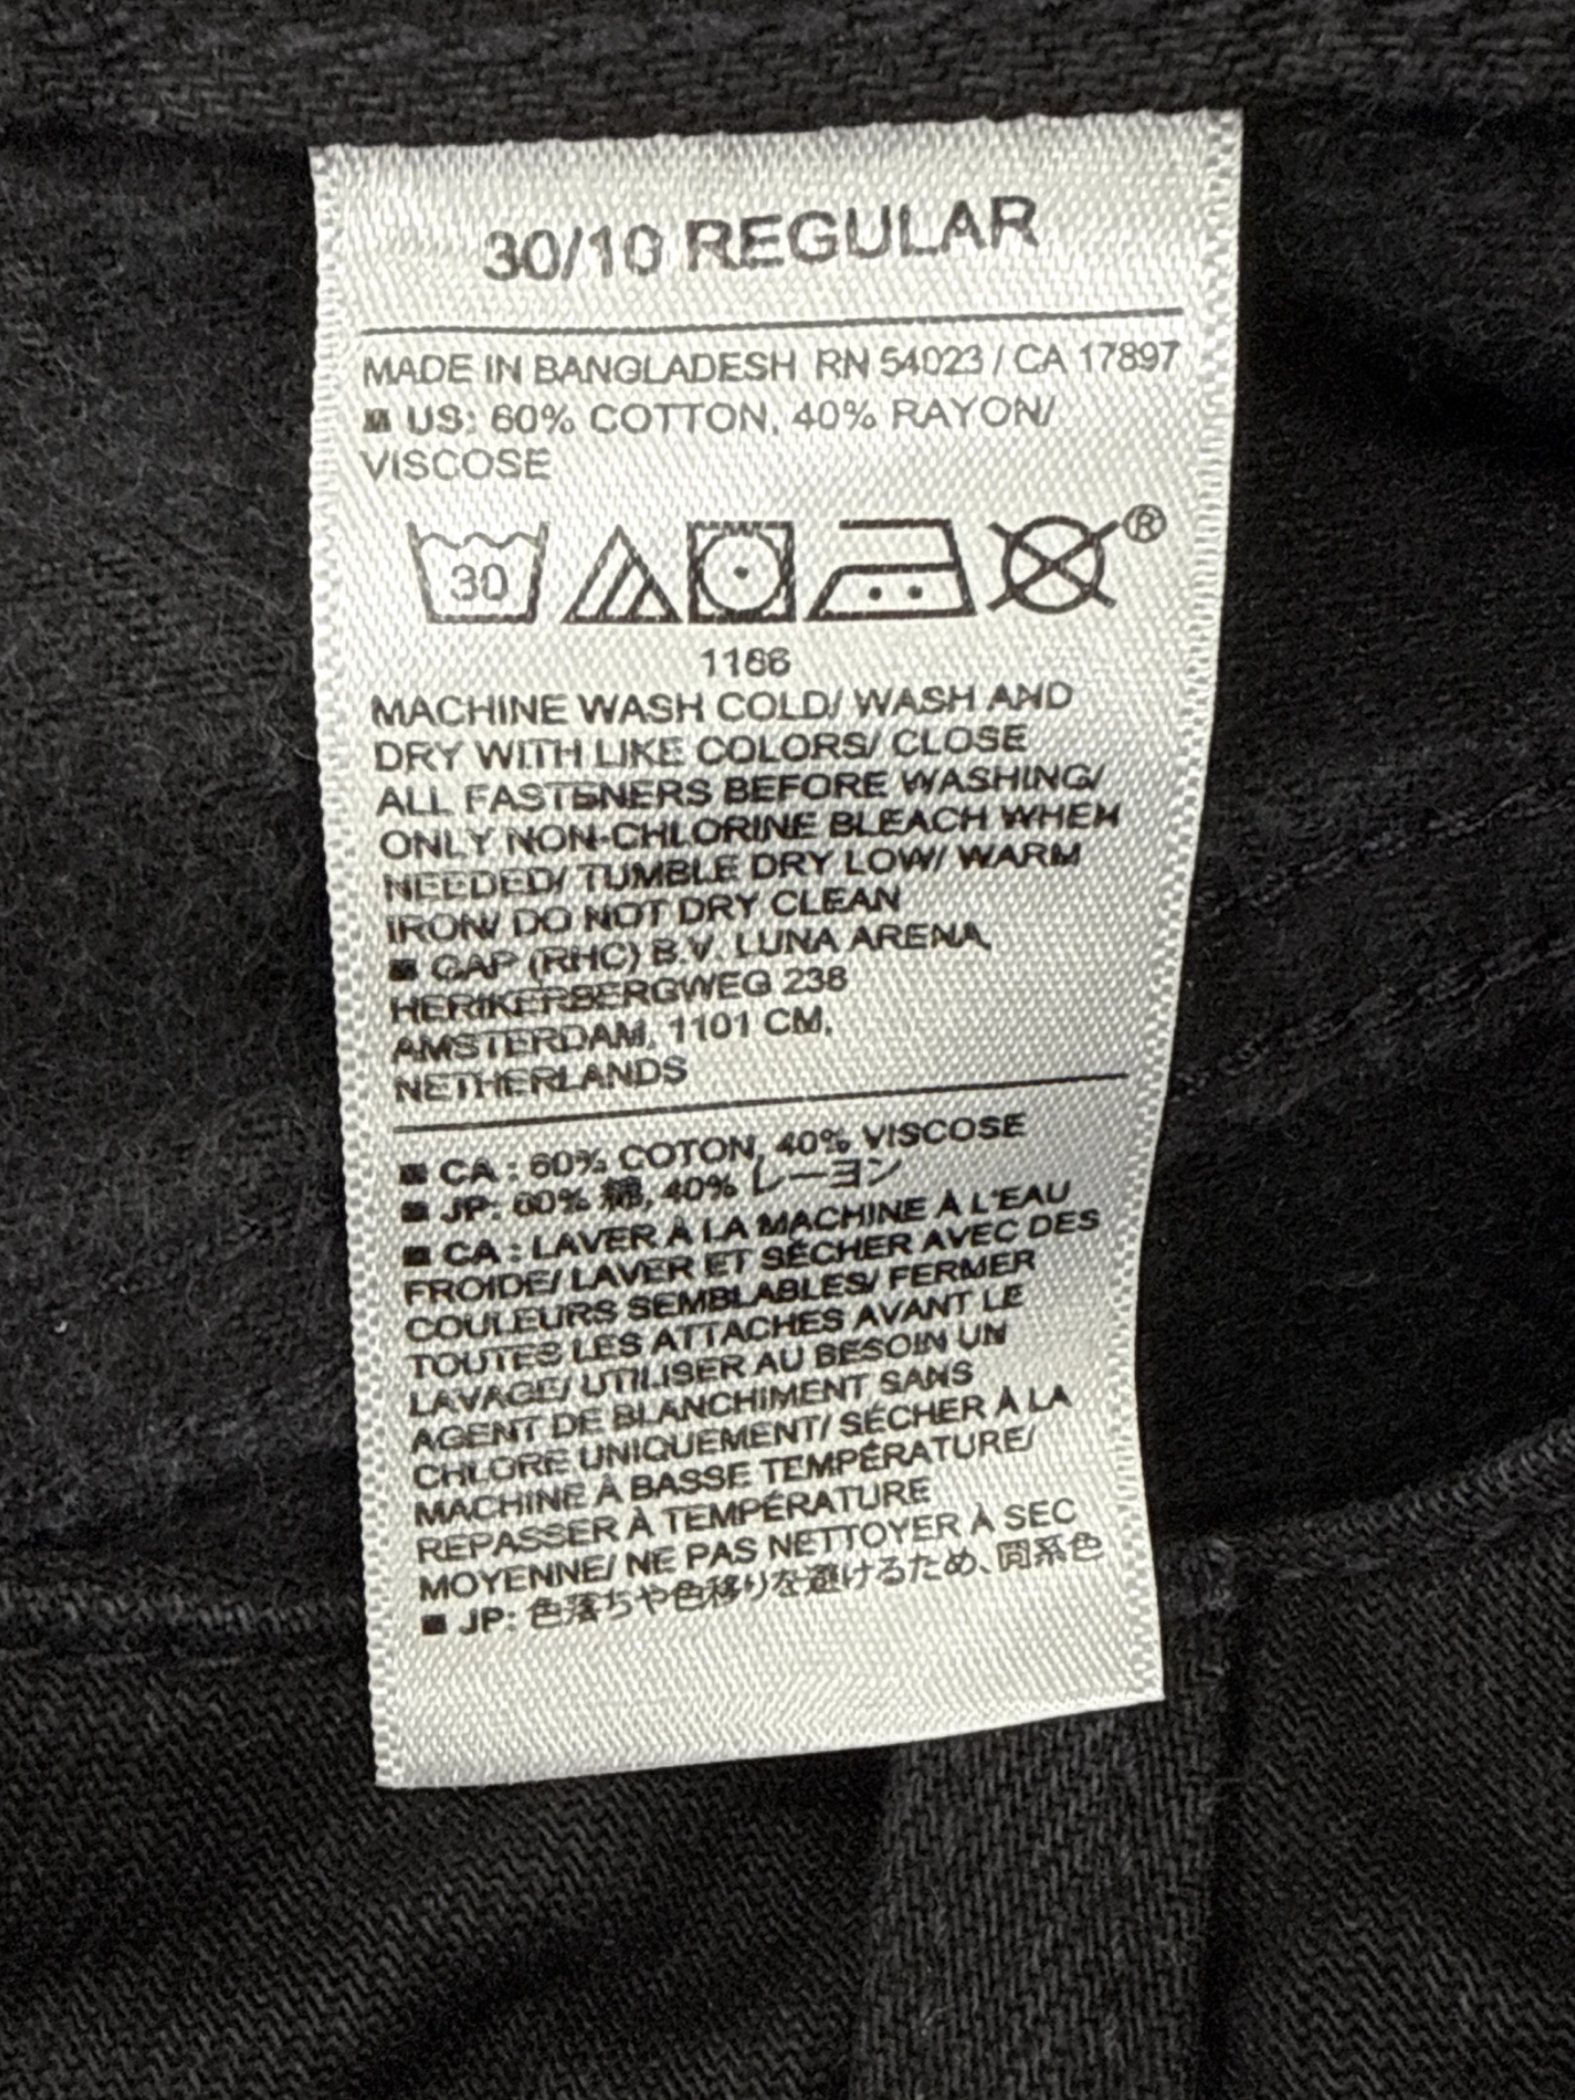 30/10 REGULAR
MADE IN BANGLADESH RN 54023 / CA 17897
■ US: 60% COTTON, 40% RAYON/
VISCOSE
30
®
1166
MACHINE WASH COLD/ WASH AND
DRY WITH LIKE COLORS/ CLOSE
ALL FASTENERS BEFORE WASHING/
ONLY NON-CHLORINE BLEACH WHEN
NEEDED/ TUMBLE DRY LOW/ WARM
IRON/ DO NOT DRY CLEAN
■ GAP (RHC) B.V. LUNA ARENA,
HERIKERBERGWEG 238
AMSTERDAM, 1101 CM,
NETHERLANDS
■ CA : 60% COTON, 40% VISCOSE
■ JP: 60% 綿, 40% レーヨン
■ CA : LAVER À LA MACHINE À L'EAU
FROIDE/ LAVER ET SÉCHER AVEC DES
COULEURS SEMBLABLES/ FERMER
TOUTES LES ATTACHES AVANT LE
LAVAGE/ UTILISER AU BESOIN UN
AGENT DE BLANCHIMENT SANS
CHLORE UNIQUEMENT/ SÉCHER À LA
MACHINE À BASSE TEMPÉRATURE/
REPASSER À TEMPÉRATURE
MOYENNE/ NE PAS NETTOYER À SEC
■ JP: 色落ちや色移りを避けるため、同系色